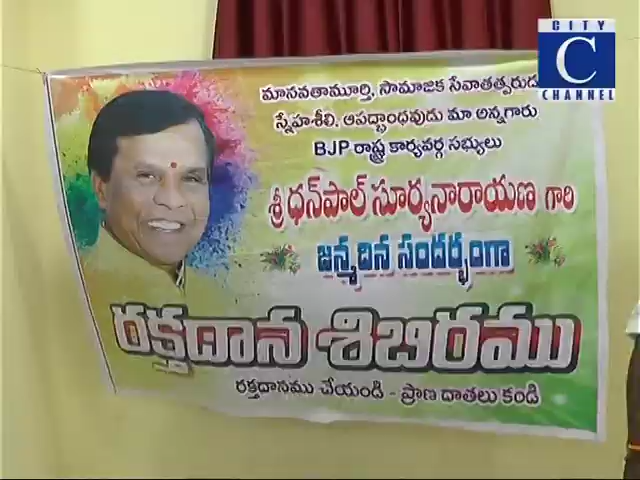 CITY
C
CHANNEL
మానవతామూర్తి, సామాజిక సేవాతత్పరుడు
స్నేహశీలి, ఆపద్బాంధవుడు మా అన్నగారు
BJP రాష్ట్ర కార్యవర్గ సభ్యులు
శ్రీ ధన్‌పాల్ సూర్యనారాయణ గారి
జన్మదిన సందర్భంగా
రక్తదాన శిబిరము
రక్తదానము చేయండి - ప్రాణ దాతలు కండి